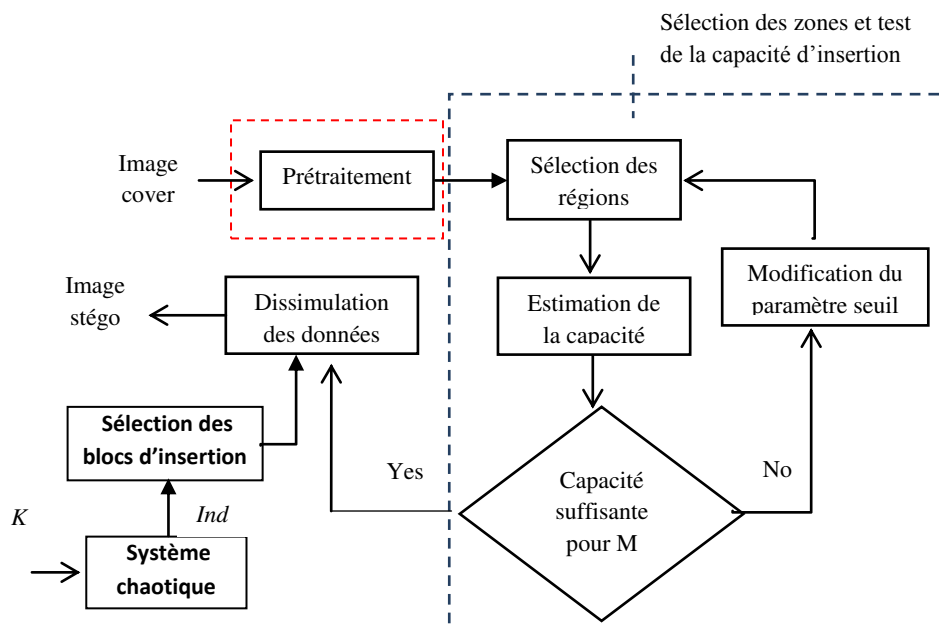 Sélection des zones et test
de la capacité d’insertion
Image
cover
Prétraitement
Sélection des
régions
Image
stégo
Dissimulation
des données
Estimation de
la capacité
Modification du
paramètre seuil
Sélection des
blocs d’insertion
Yes
No
Capacité
suffisante
pour M
K
Ind
Système
chaotique